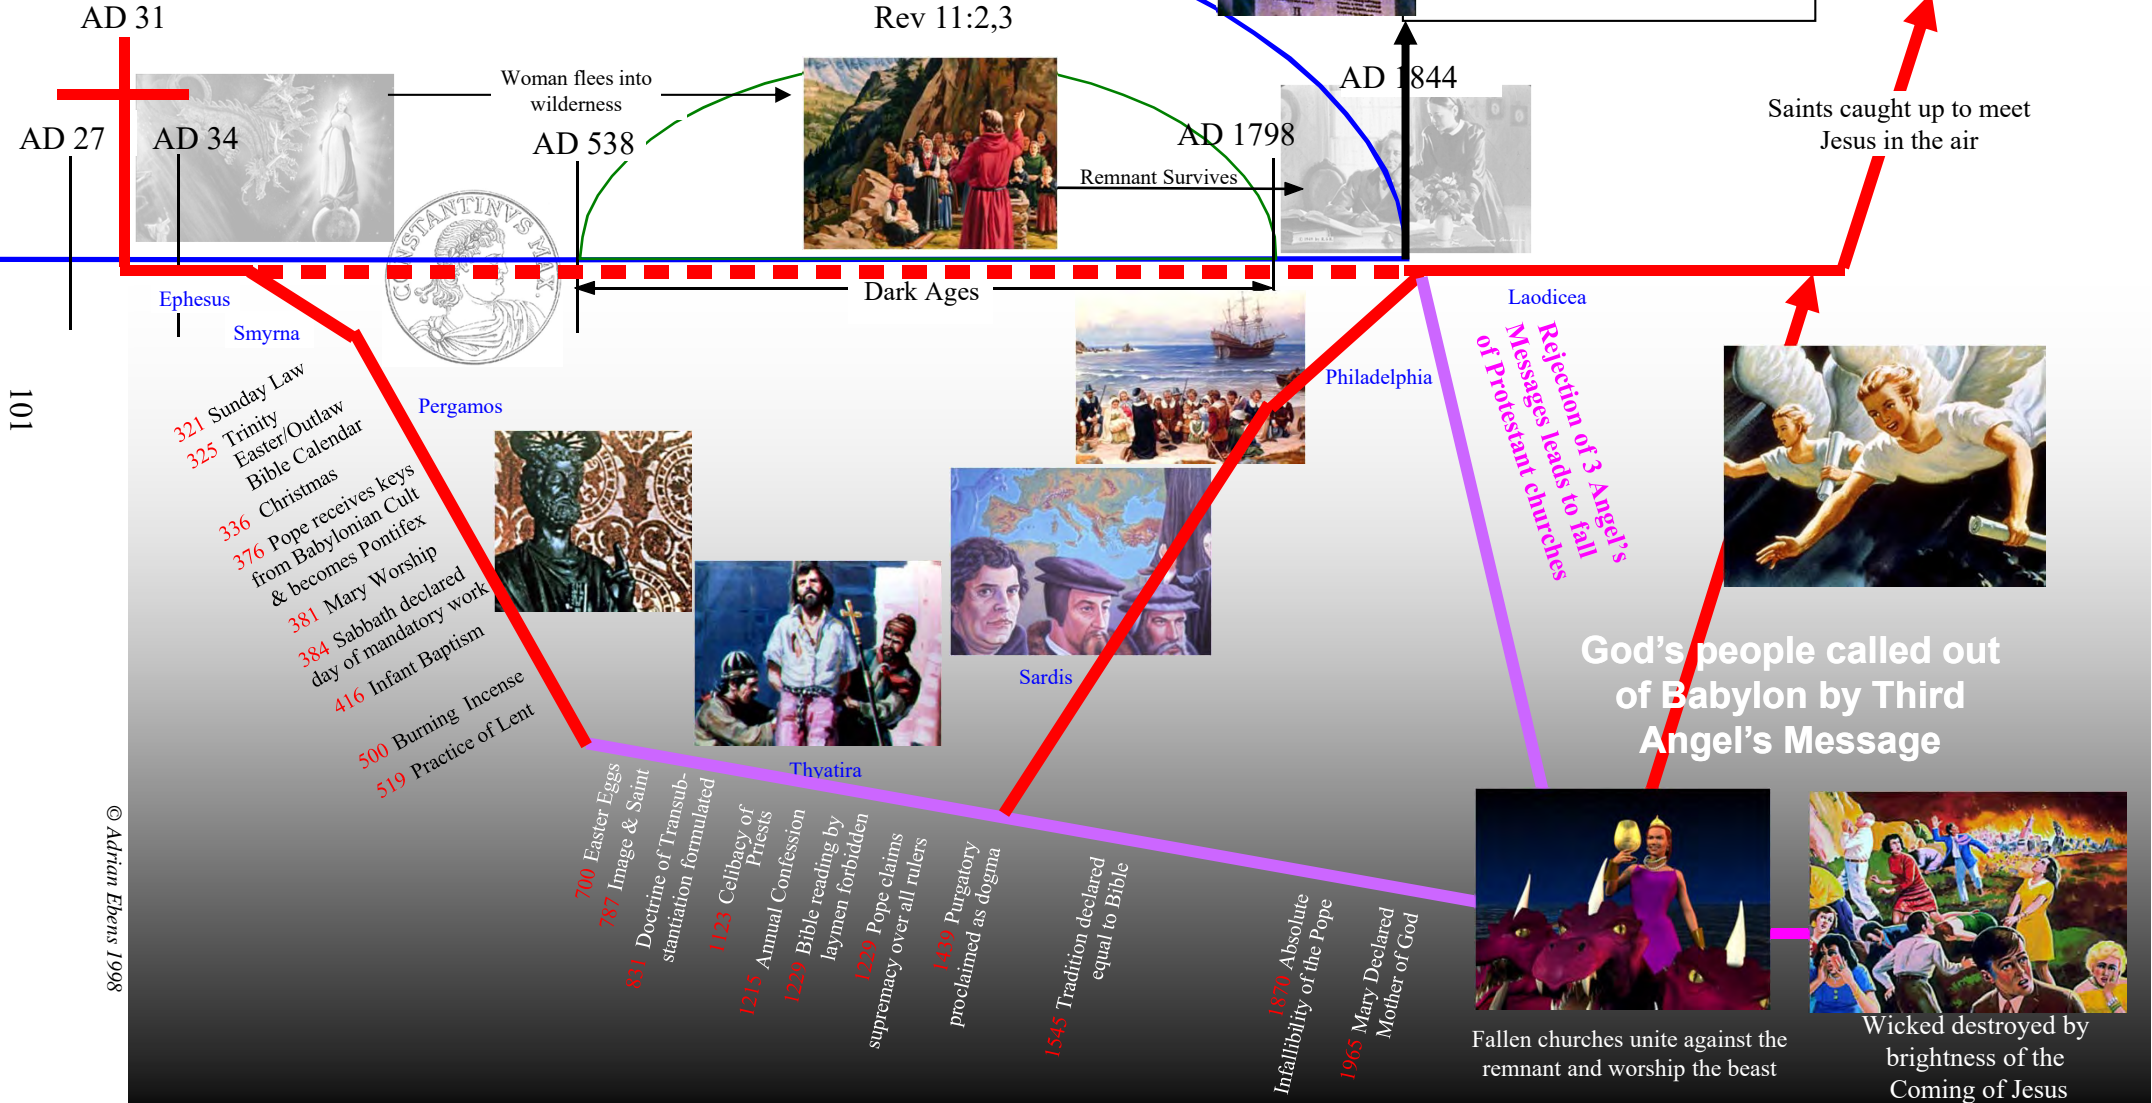 AD 31
Rev 11:2,3
AD 1844
Woman flees into
wilderness
AD 27
AD 34
AD 538
AD 1798
Saints caught up to meet
Jesus in the air
Remnant Survives
CONSTANTINVS MAX.
Dark Ages
Ephesus
Smyrna
Pergamos
Thyatira
Sardis
Philadelphia
Laodicea
Rejection of 3 Angel's
Messages leads to fall
of Protestant churches
321 Sunday Law
325 Trinity
Easter/Outlaw
Bible Calendar
336 Christmas
376 Pope receives keys
from Babylonian Cult
& becomes Pontifex
381 Mary Worship
384 Sabbath declared
day of mandatory work
416 Infant Baptism
500 Burning Incense
519 Practice of Lent
700 Easter Eggs
787 Image & Saint
831 Doctrine of Transub-
stantiation formulated
1123 Celibacy of
Priests
1215 Annual Confession
1229 Bible reading by
laymen forbidden
1229 Pope claims
supremacy over all rulers
1439 Purgatory
proclaimed as dogma
1545 Tradition declared
equal to Bible
1870 Absolute
Infallibility of the Pope
1965 Mary Declared
Mother of God
God's people called out
of Babylon by Third
Angel's Message
Fallen churches unite against the
remnant and worship the beast
Wicked destroyed by
brightness of the
Coming of Jesus
101
© Adrian Ebens 1998